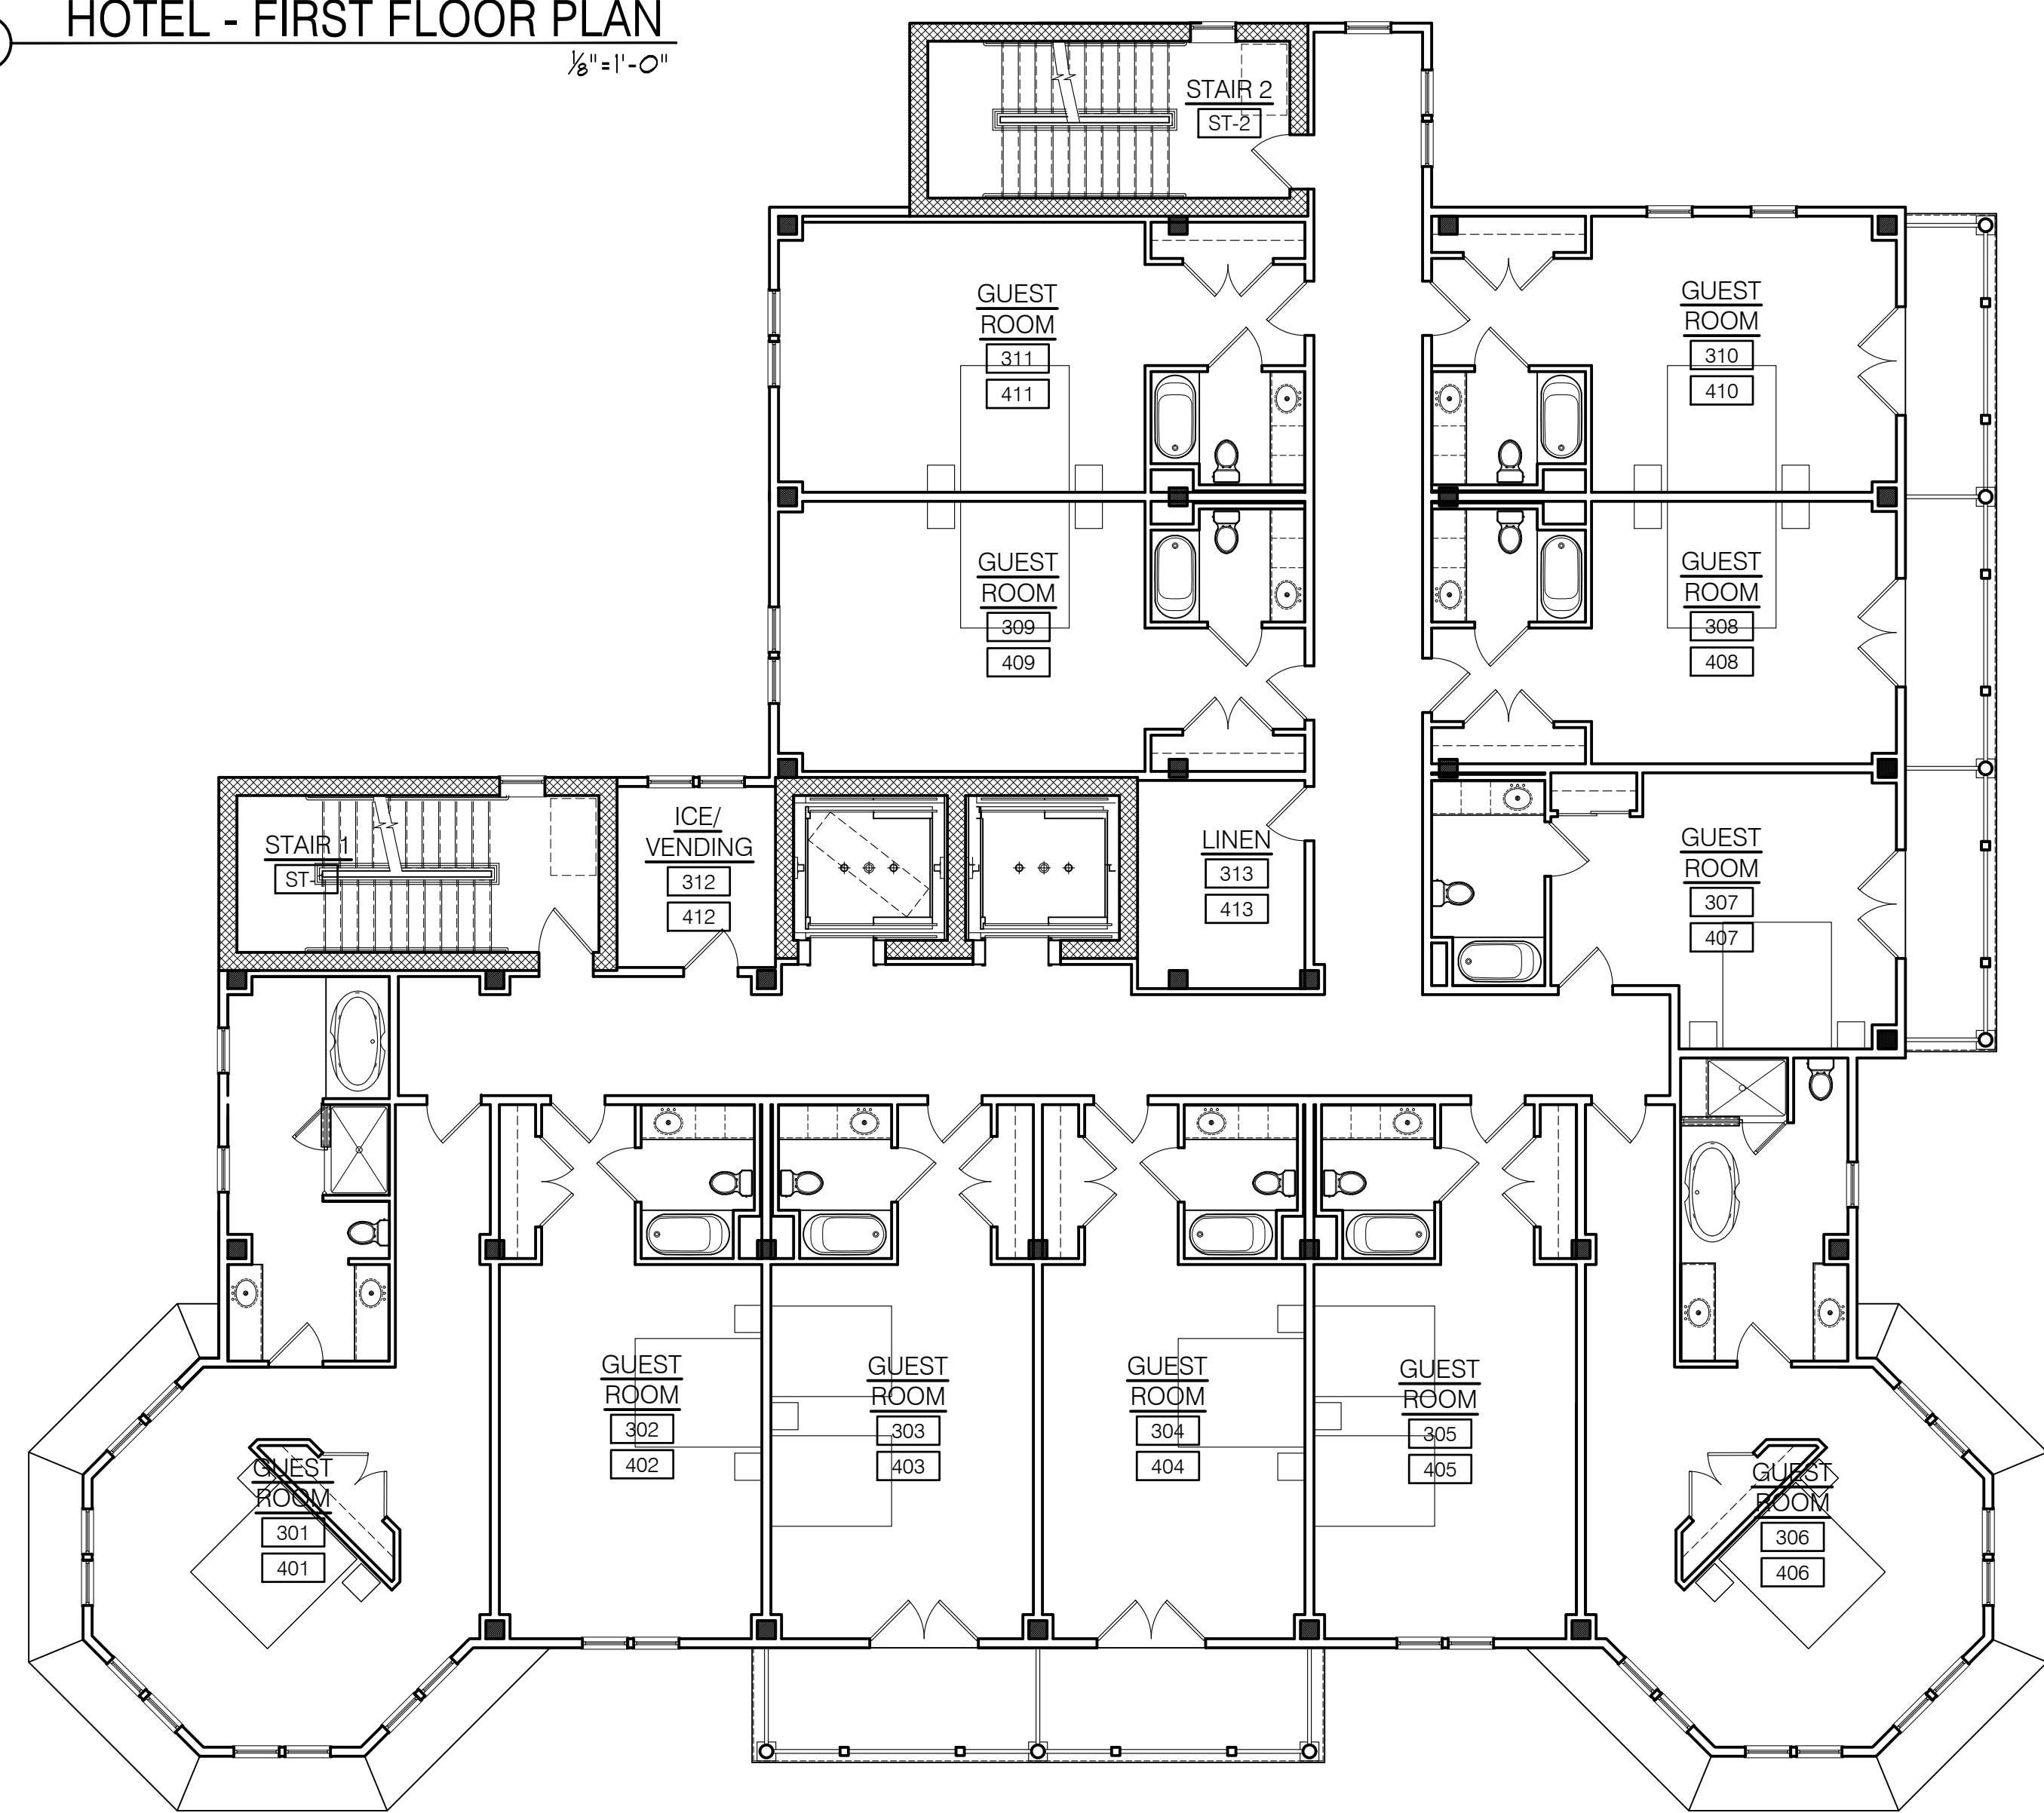 HOTEL - FIRST FLOOR PLAN
⅛"=1'-0"
STAIR 2
ST-2
GUEST
ROOM
311
411
GUEST
ROOM
310
410
GUEST
ROOM
309
409
GUEST
ROOM
308
408
STAIR 1
ST-1
ICE/
VENDING
312
412
LINEN
313
413
GUEST
ROOM
307
407
GUEST
ROOM
302
402
GUEST
ROOM
303
403
GUEST
ROOM
304
404
GUEST
ROOM
305
405
GUEST
ROOM
301
401
GUEST
ROOM
306
406